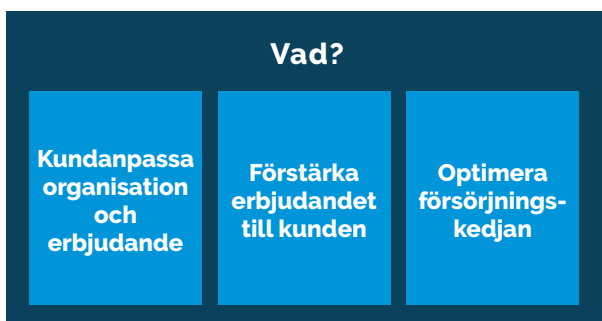 Vad?
Kundanpassa
organisation
och
erbjudande
Förstärka
erbjudandet
till kunden
Optimera
försörjnings-
kedjan